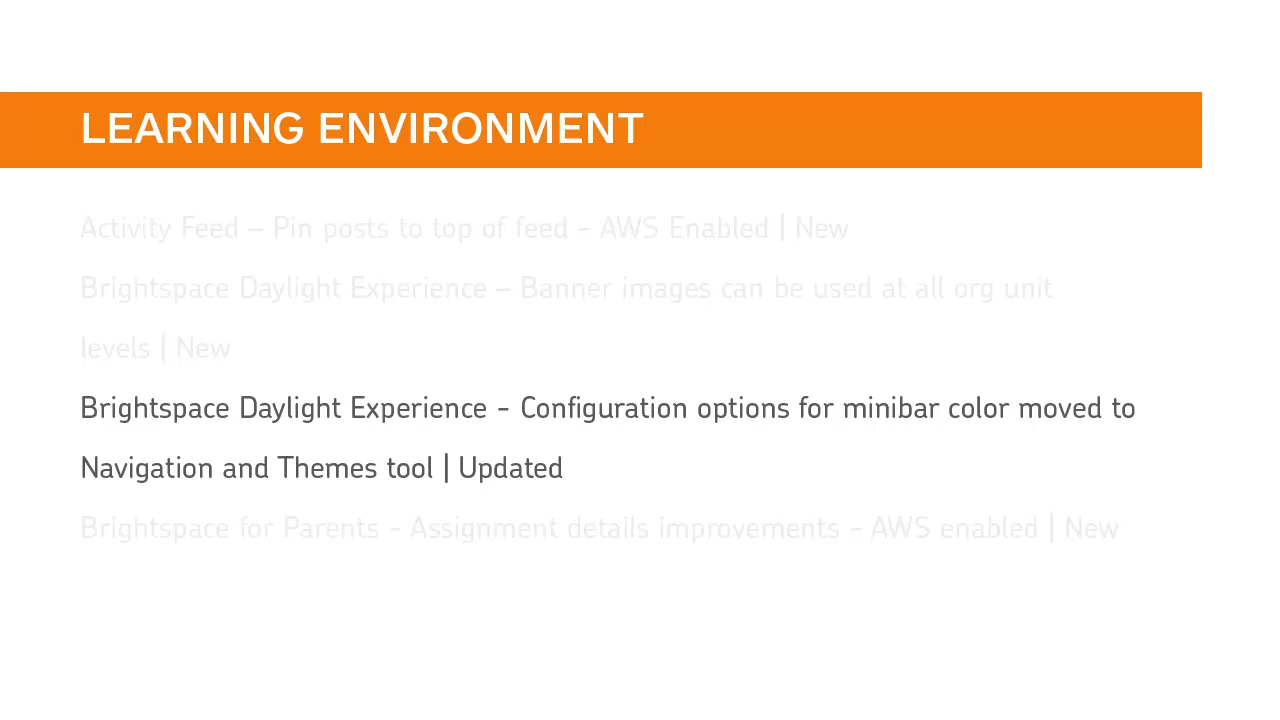 LEARNING ENVIRONMENT
Activity Feed – Pin posts to top of feed - AWS Enabled | New
Brightspace Daylight Experience – Banner images can be used at all org unit
levels | New
Brightspace Daylight Experience - Configuration options for minibar color moved to
Navigation and Themes tool | Updated
Brightspace for Parents - Assignment details improvements - AWS enabled | New